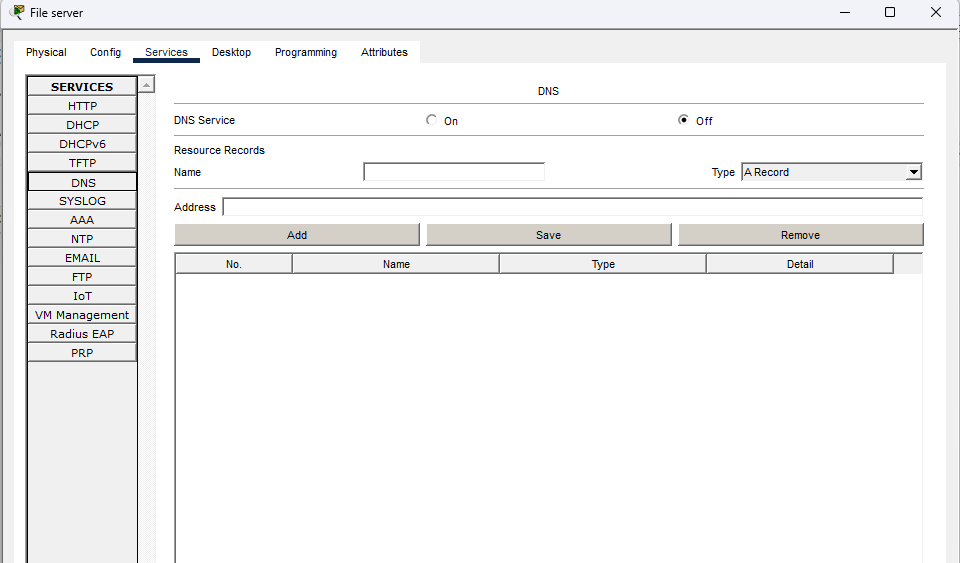 File server
Physical Config Services Desktop Programming Attributes
SERVICES
HTTP
DHCP
DHCPv6
TFTP
DNS
SYSLOG
AAA
NTP
EMAIL
FTP
IoT
VM Management
Radius EAP
PRP
DNS
DNS Service On Off
Resource Records
Name Type A Record
Address
Add Save Remove
No. Name Type Detail